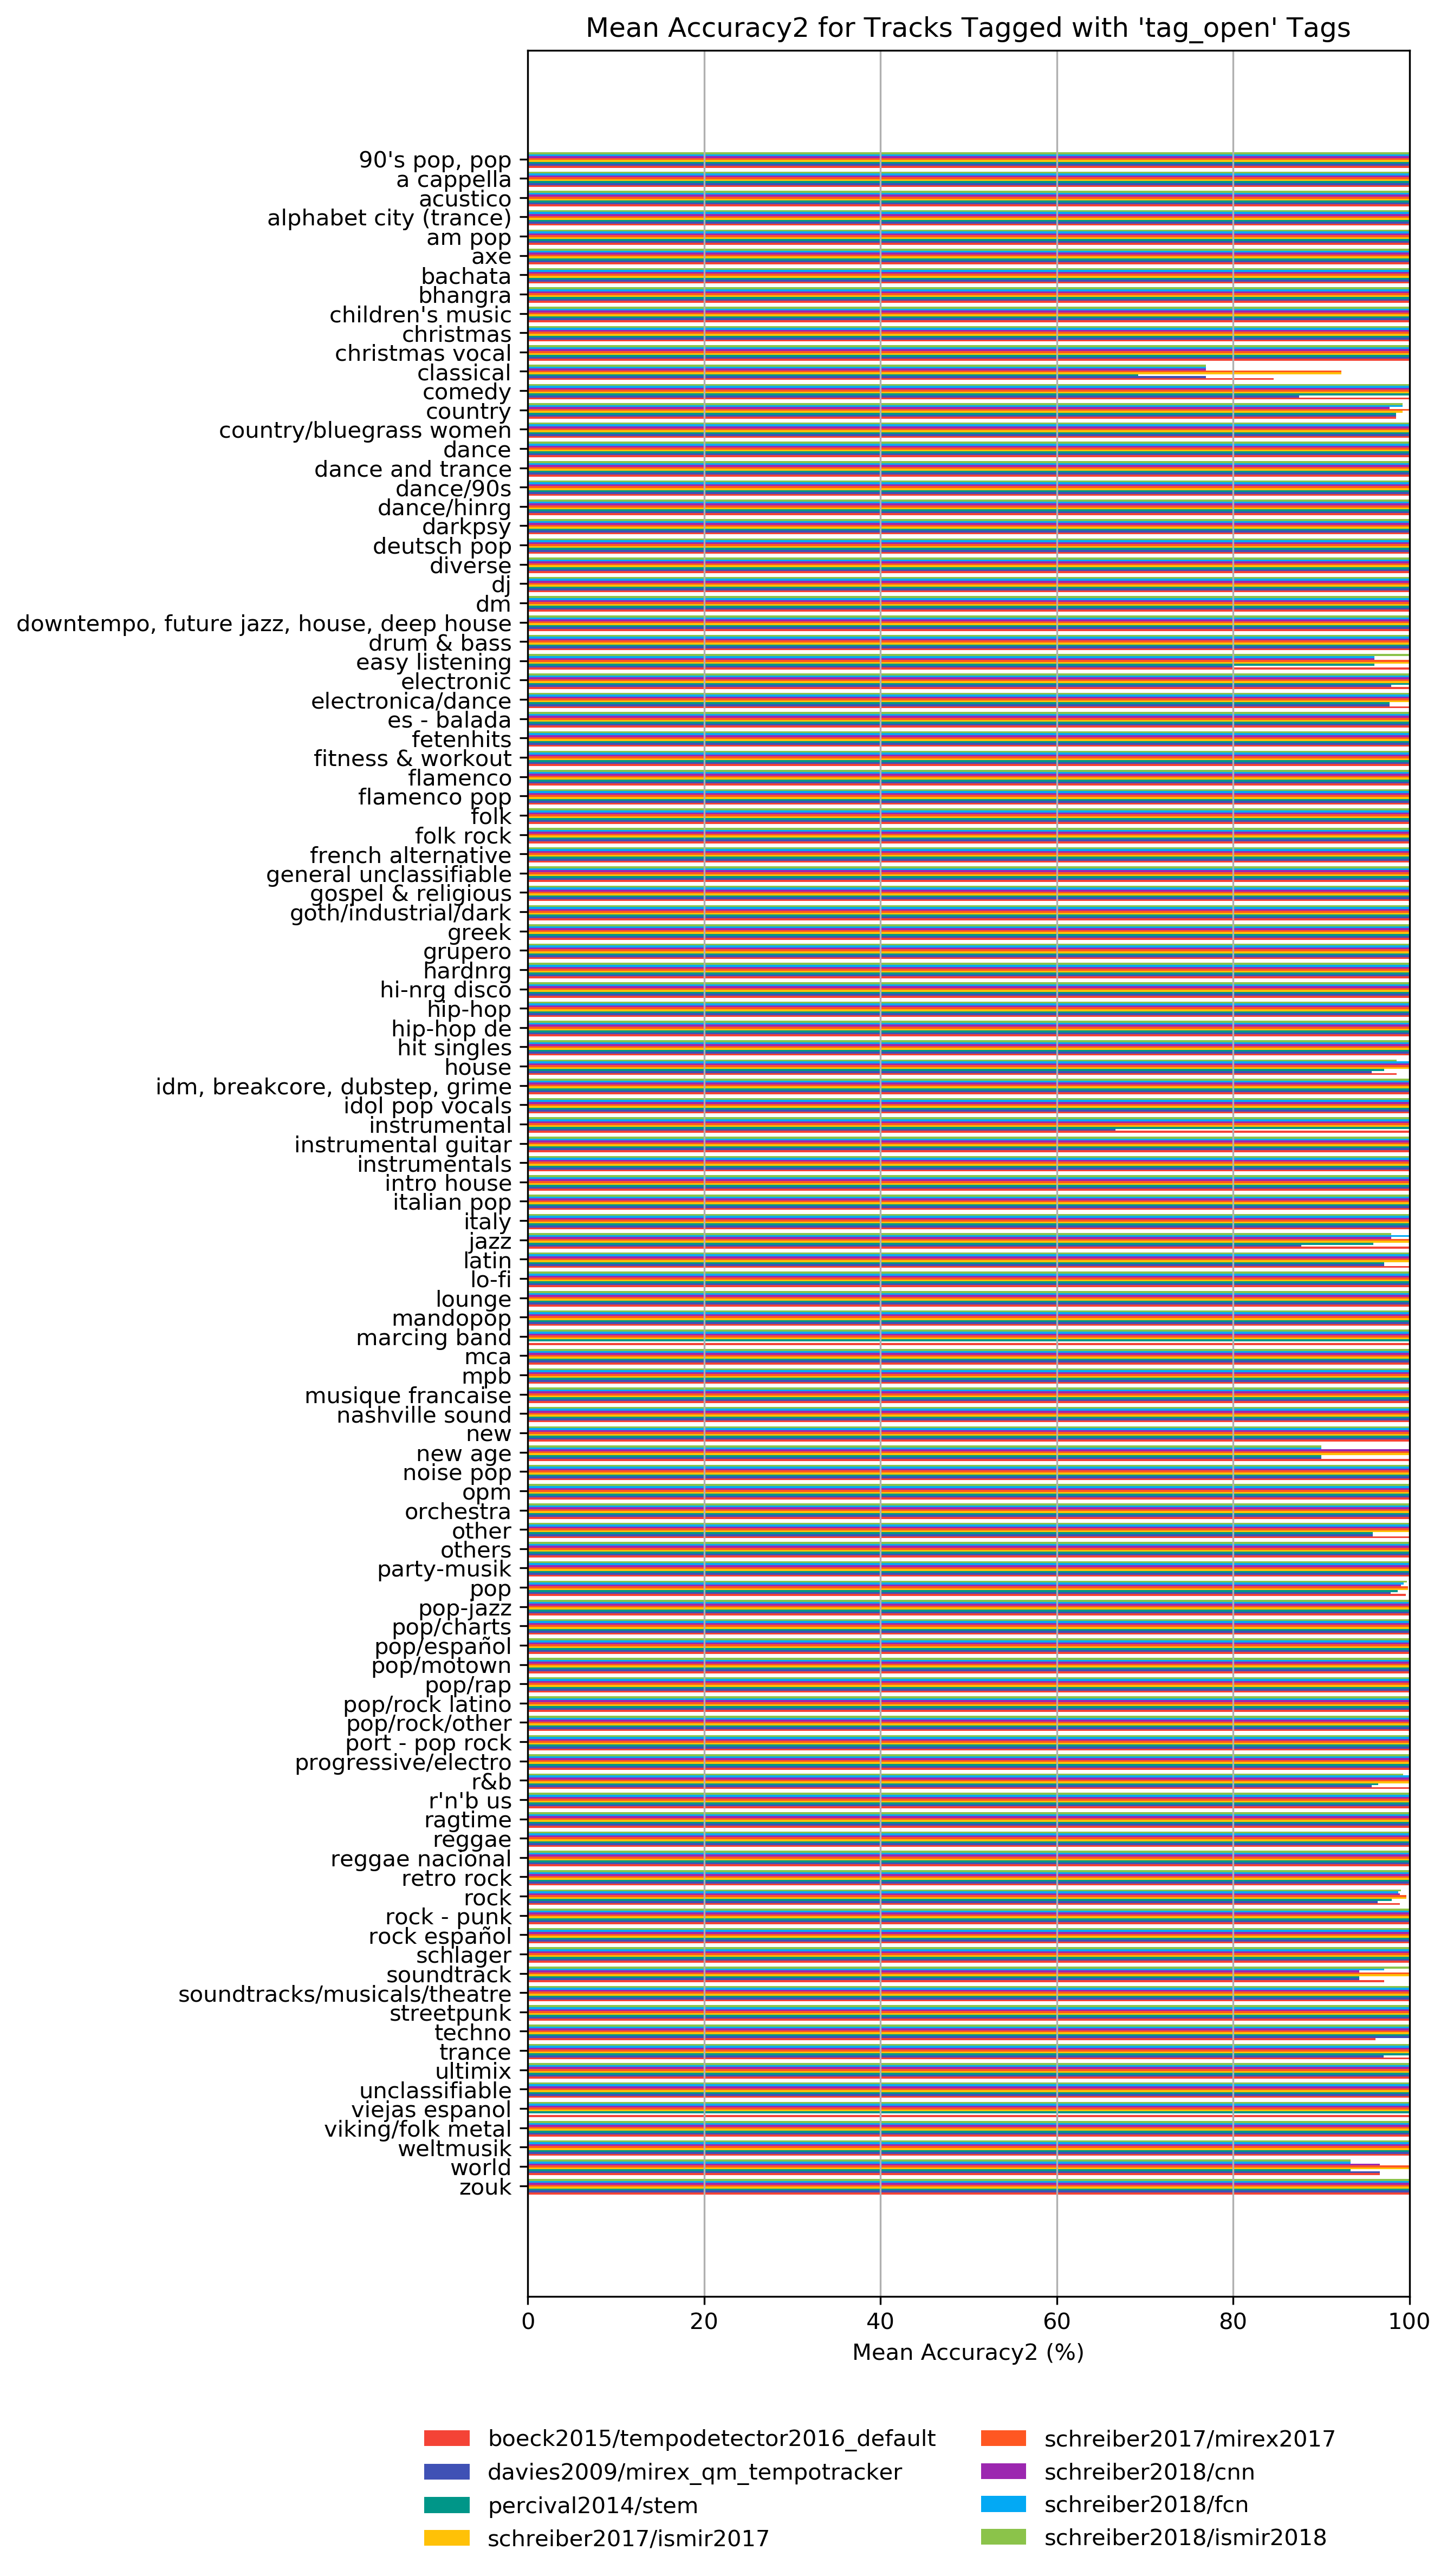 Mean Accuracy2 for Tracks Tagged with 'tag_open' Tags
90's pop, pop
a cappella
acustico
alphabet city (trance)
am pop
axe
bachata
bhangra
children's music
christmas
christmas vocal
classical
comedy
country
country/bluegrass women
dance
dance and trance
dance/90s
dance/hinrg
darkpsy
deutsch pop
diverse
dj
dm
downtempo, future jazz, house, deep house
drum & bass
easy listening
electronic
electronica/dance
es - balada
fetenhits
fitness & workout
flamenco
flamenco pop
folk
folk rock
french alternative
general unclassifiable
gospel & religious
goth/industrial/dark
greek
grupero
hardnrg
hi-nrg disco
hip-hop
hip-hop de
hit singles
house
idm, breakcore, dubstep, grime
idol pop vocals
instrumental
instrumental guitar
instrumentals
intro house
italian pop
italy
jazz
latin
lo-fi
lounge
mandopop
marcing band
mca
mpb
musique francaise
nashville sound
new
new age
noise pop
opm
orchestra
other
others
party-musik
pop
pop-jazz
pop/charts
pop/español
pop/motown
pop/rap
pop/rock latino
pop/rock/other
port - pop rock
progressive/electro
r&b
r'n'b us
ragtime
reggae
reggae nacional
retro rock
rock
rock - punk
rock español
schlager
soundtrack
soundtracks/musicals/theatre
streetpunk
techno
trance
ultimix
unclassifiable
viejas espanol
viking/folk metal
weltmusik
world
zouk
0 20 40 60 80 100
Mean Accuracy2 (%)
boeck2015/tempodetector2016_default
davies2009/mirex_qm_tempotracker
percival2014/stem
schreiber2017/ismir2017
schreiber2017/mirex2017
schreiber2018/cnn
schreiber2018/fcn
schreiber2018/ismir2018